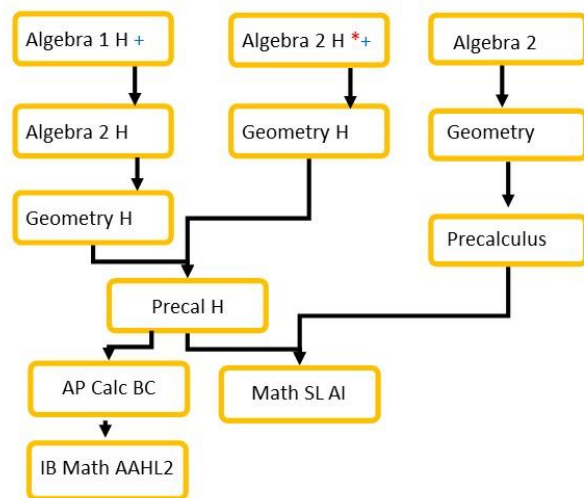 Algebra 1 H +
Algebra 2 H *+
Algebra 2
Algebra 2 H
Geometry H
Geometry
Geometry H
Precalculus
Precal H
AP Calc BC
Math SL AI
IB Math AAHL2